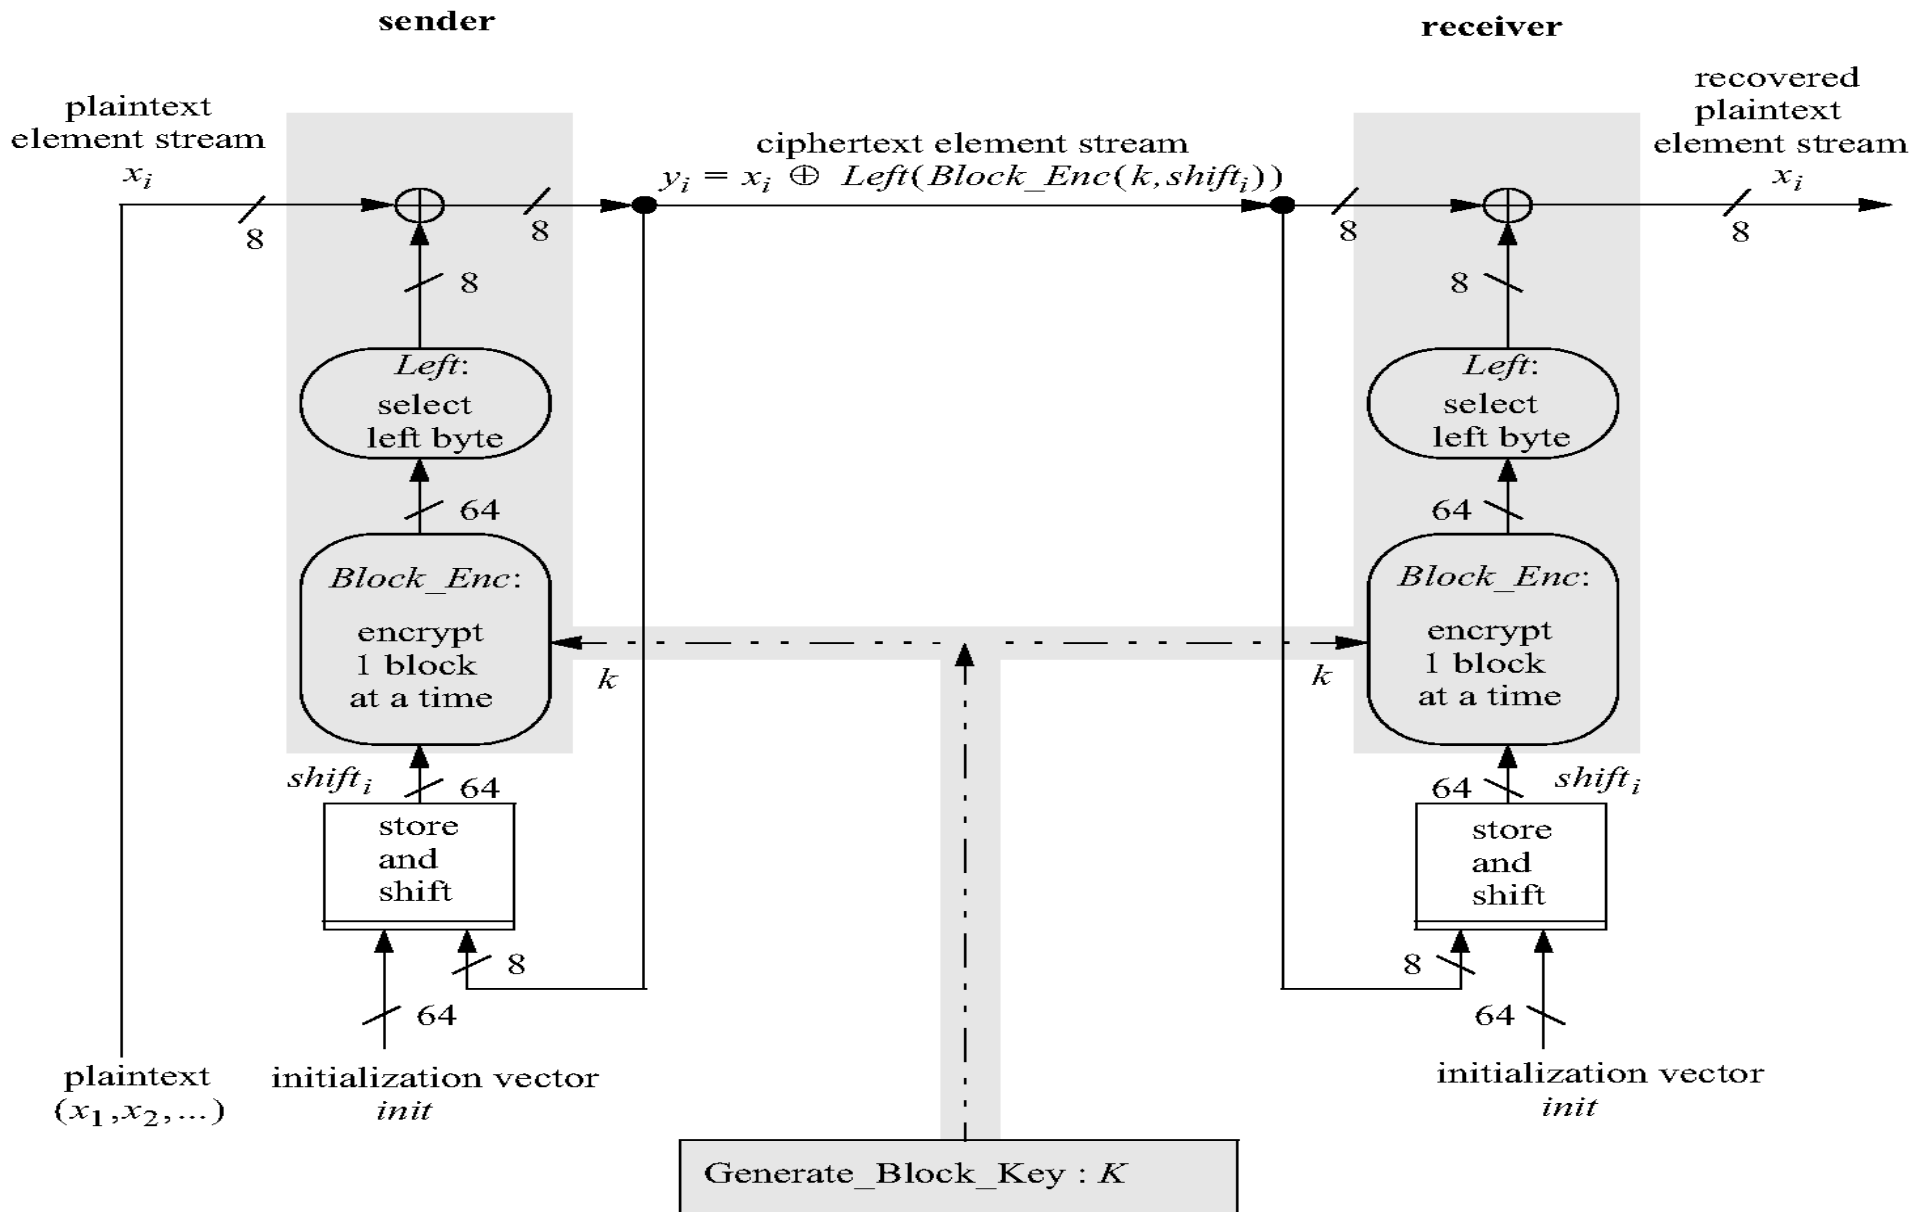 sender
receiver
plaintext
element stream
x_i
ciphertext element stream
y_i = x_i ⊕ Left(Block_Enc(k,shift_i))
recovered
plaintext
element stream
x_i
8
8
8
8
8
8
Left:
select
left byte
Left:
select
left byte
64
64
Block_Enc:
encrypt
1 block
at a time
Block_Enc:
encrypt
1 block
at a time
k
k
shift_i
64
64
shift_i
store
and
shift
store
and
shift
8
8
64
64
plaintext
(x_1,x_2,...)
initialization vector
init
initialization vector
init
Generate_Block_Key : K